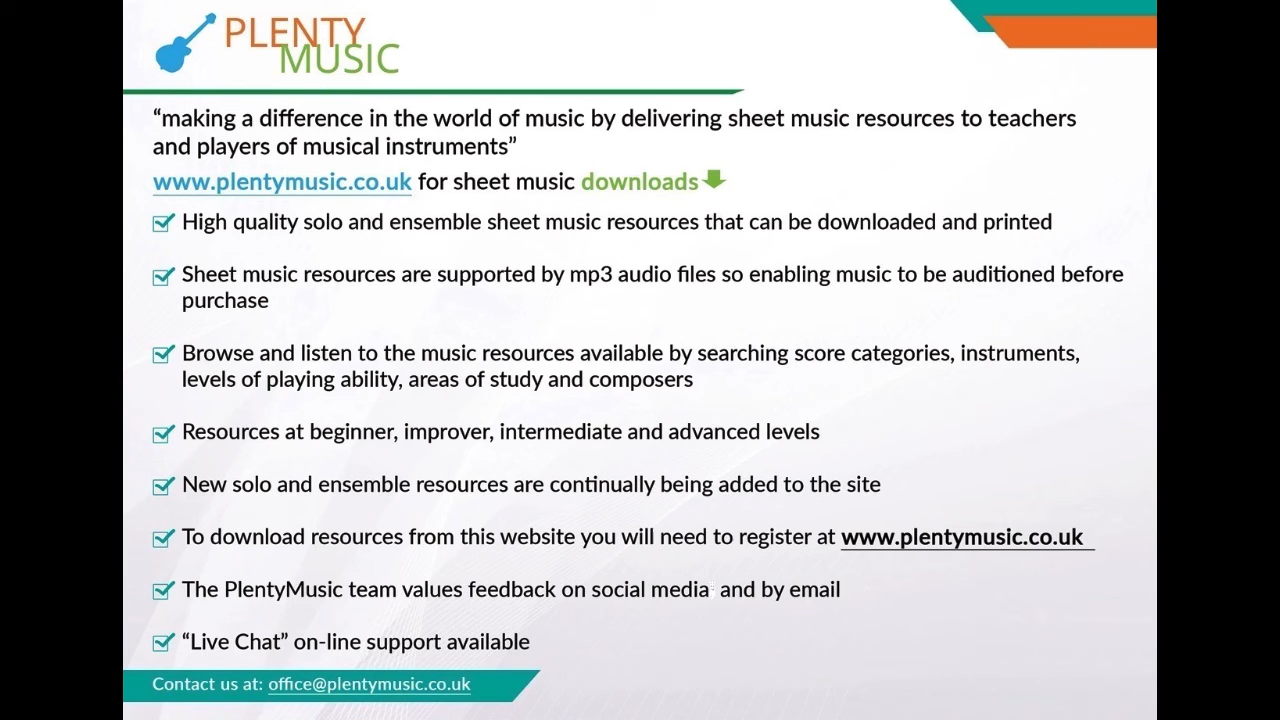 PLENTY
MUSIC
“making a difference in the world of music by delivering sheet music resources to teachers
and players of musical instruments”
www.plentymusic.co.uk for sheet music downloads
High quality solo and ensemble sheet music resources that can be downloaded and printed
Sheet music resources are supported by mp3 audio files so enabling music to be auditioned before
purchase
Browse and listen to the music resources available by searching score categories, instruments,
levels of playing ability, areas of study and composers
Resources at beginner, improver, intermediate and advanced levels
New solo and ensemble resources are continually being added to the site
To download resources from this website you will need to register at www.plentymusic.co.uk
The PlentyMusic team values feedback on social media and by email
“Live Chat” on-line support available
Contact us at: office@plentymusic.co.uk